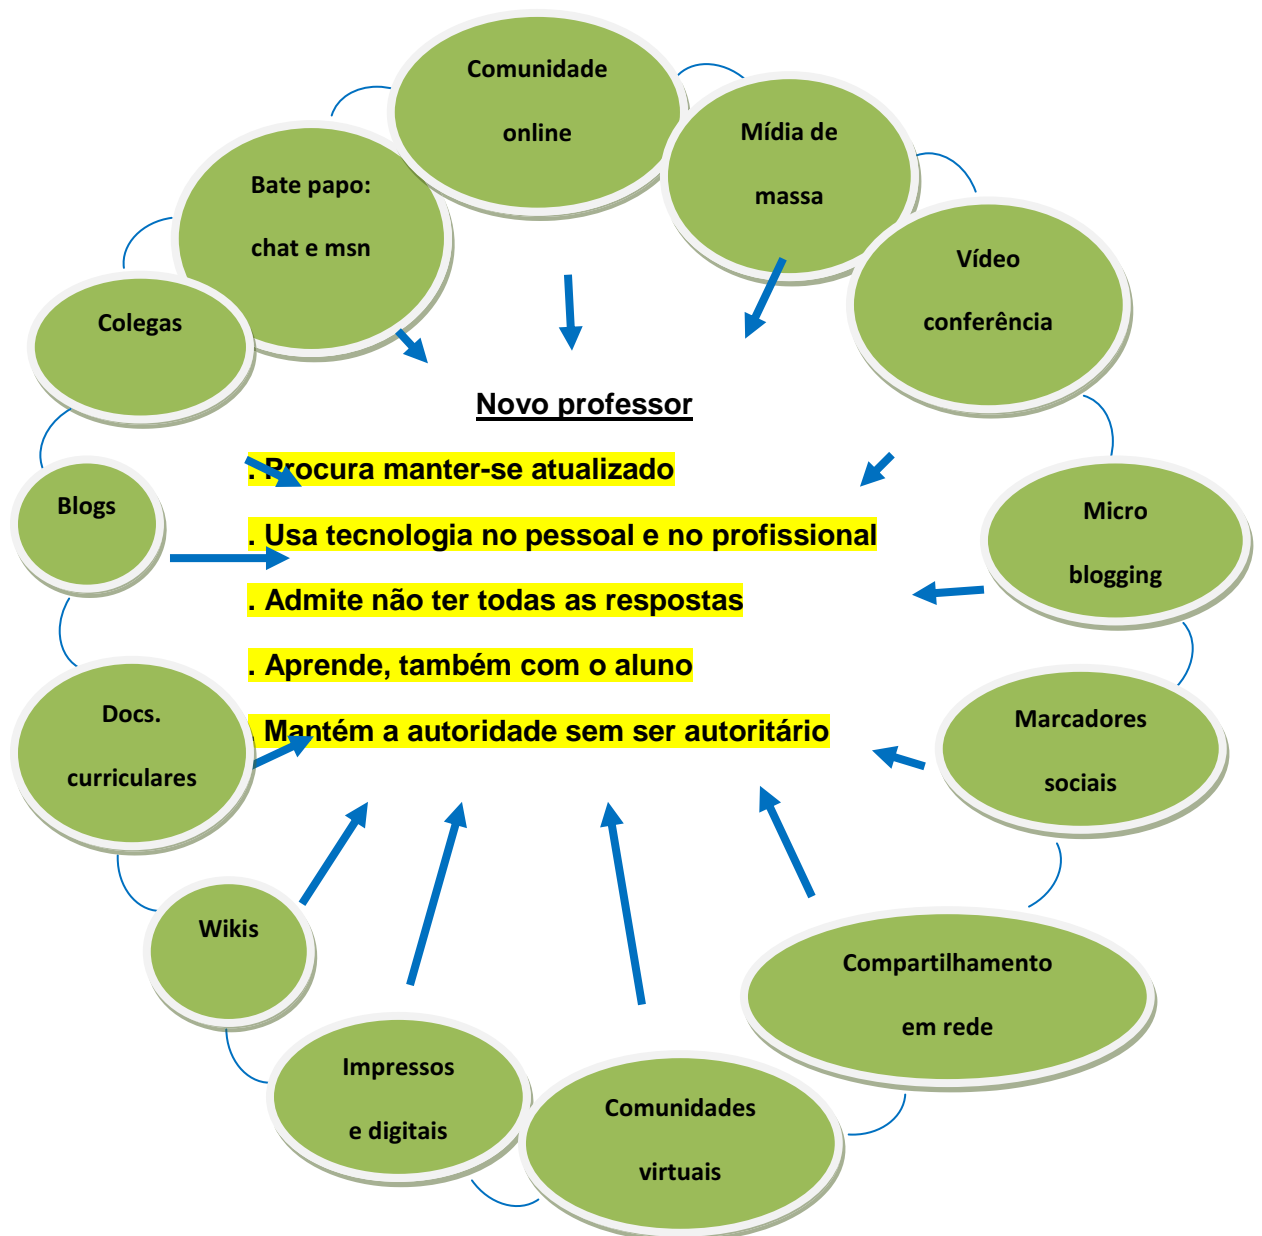 Comunidade
online
Mídia de
massa
Bate papo:
chat e msn
Vídeo
conferência
Colegas
Novo professor
. Procura manter-se atualizado
Blogs
Micro
blogging
. Usa tecnologia no pessoal e no profissional
. Admite não ter todas as respostas
. Aprende, também com o aluno
Docs.
curriculares
Marcadores
sociais
. Mantém a autoridade sem ser autoritário
Wikis
Compartilhamento
em rede
Impressos
e digitais
Comunidades
virtuais